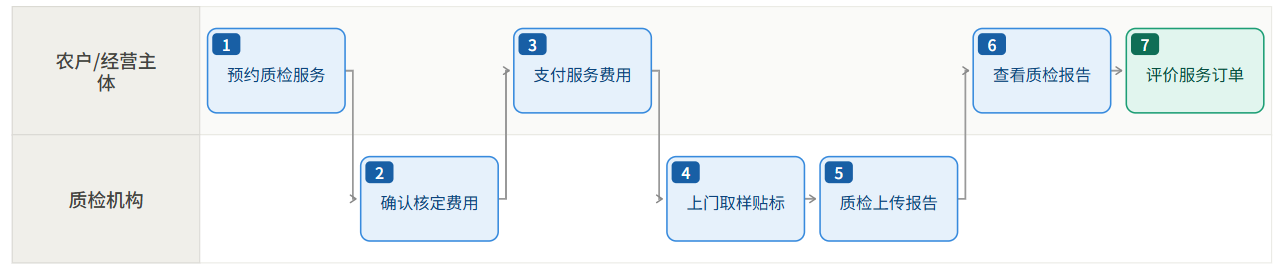 农户/经营主
体
1
预约质检服务
3
支付服务费用
6
查看质检报告
7
评价服务订单
质检机构
2
确认核定费用
4
上门取样贴标
5
质检上传报告